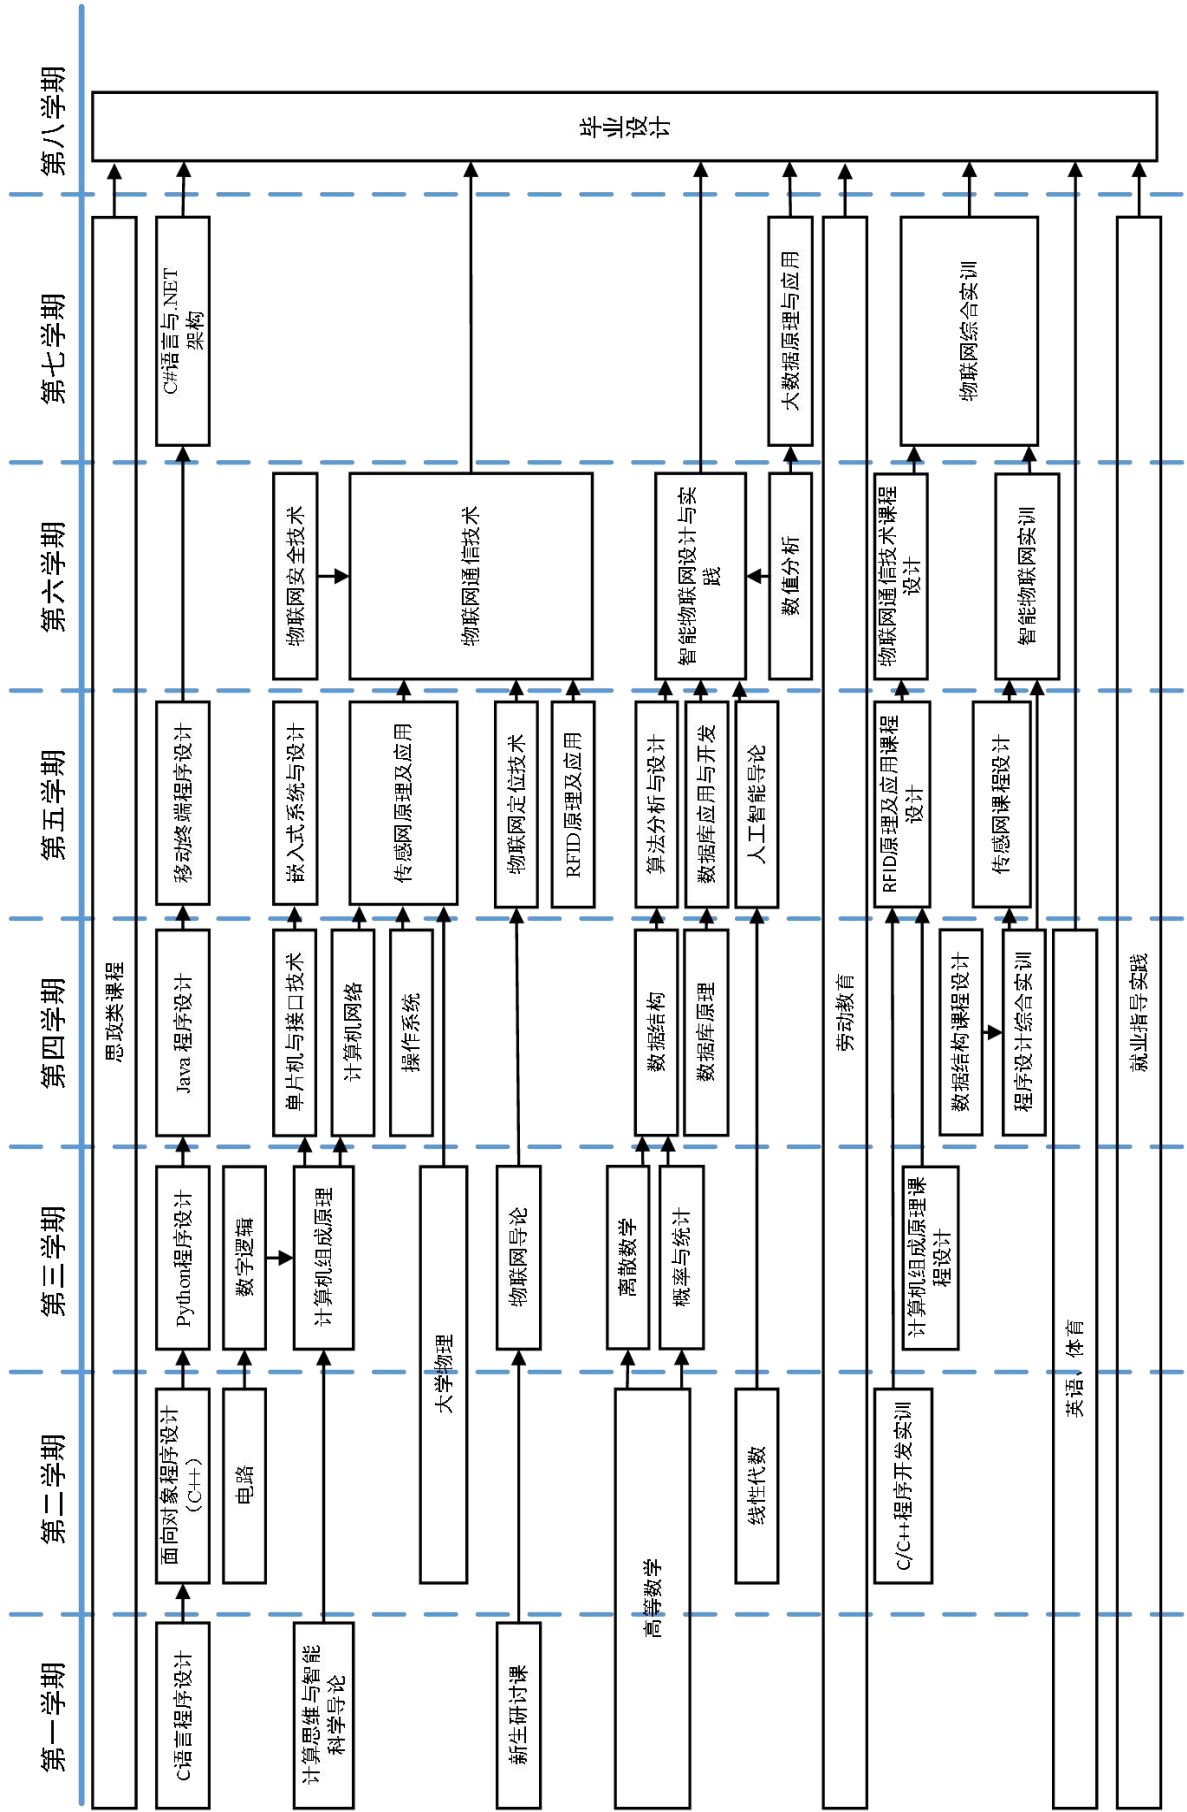 第一学期
第二学期
第三学期
第四学期
第五学期
第六学期
第七学期
第八学期
思政类课程
C语言程序设计
面向对象程序设计
（C++）
Python程序设计
Java 程序设计
移动终端程序设计
C#语言与.NET
架构
电路
数字逻辑
计算思维与智能
科学导论
计算机组成原理
单片机与接口技术
嵌入式系统与设计
物联网安全技术
计算机网络
操作系统
大学物理
传感网原理及应用
物联网通信技术
新生研讨课
物联网导论
物联网定位技术
RFID原理及应用
高等数学
离散数学
概率与统计
数据结构
数据库原理
算法分析与设计
数据库应用与开发
线性代数
人工智能导论
智能物联网设计与实
践
数值分析
大数据原理与应用
劳动教育
C/C++程序开发实训
计算机组成原理课
程设计
RFID原理及应用课程
设计
物联网通信技术课程
设计
数据结构课程设计
程序设计综合实训
传感网课程设计
智能物联网实训
物联网综合实训
英语、体育
就业指导实践
毕业设计